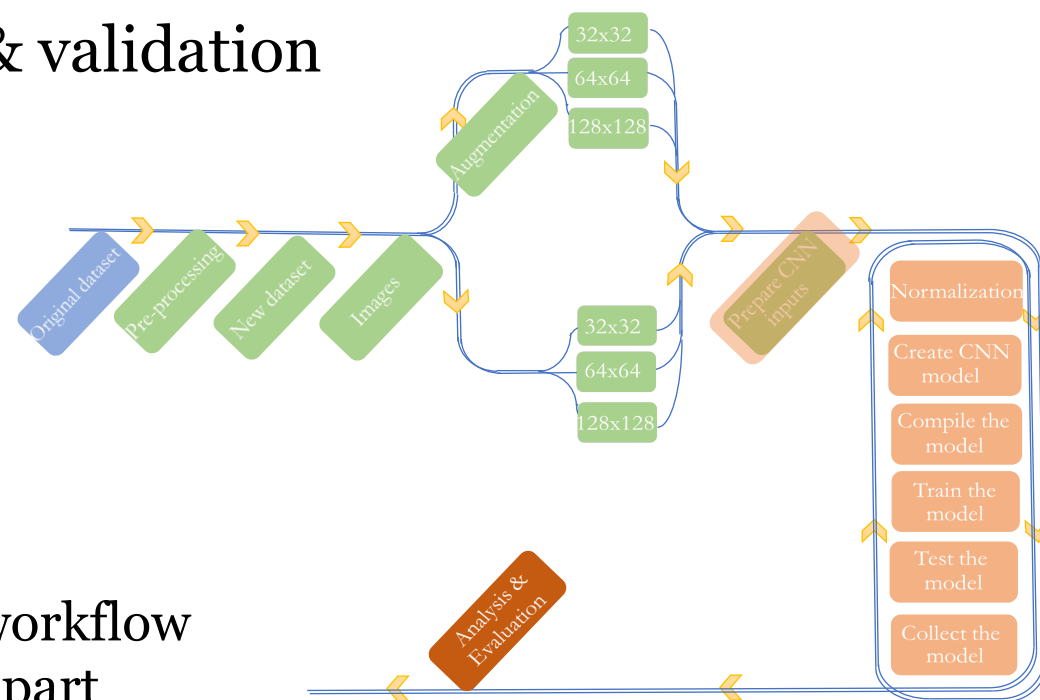 & validation
32x32
64x64
128x128
Augmentation
Original dataset
Pre-processing
New dataset
Images
32x32
64x64
128x128
Prepare CNN
inputs
Normalization
Create CNN
model
Compile the
model
Train the
model
Test the
model
Collect the
model
Analysis &
Evaluation
workflow
part